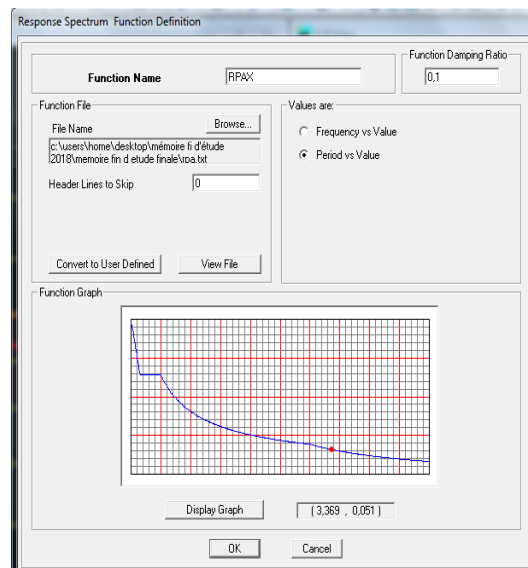 Response Spectrum Function Definition
Function Damping Ratio
Function Name
RPAX
0,1
Function File
Values are:
File Name
Browse...
Frequency vs Value
c:\users\home\desktop\mémoire fi d'étude
2018\memoire fin d etude finale\rpa.txt
Period vs Value
Header Lines to Skip
0
Convert to User Defined
View File
Function Graph
Display Graph
( 3,369 , 0,051 )
OK
Cancel